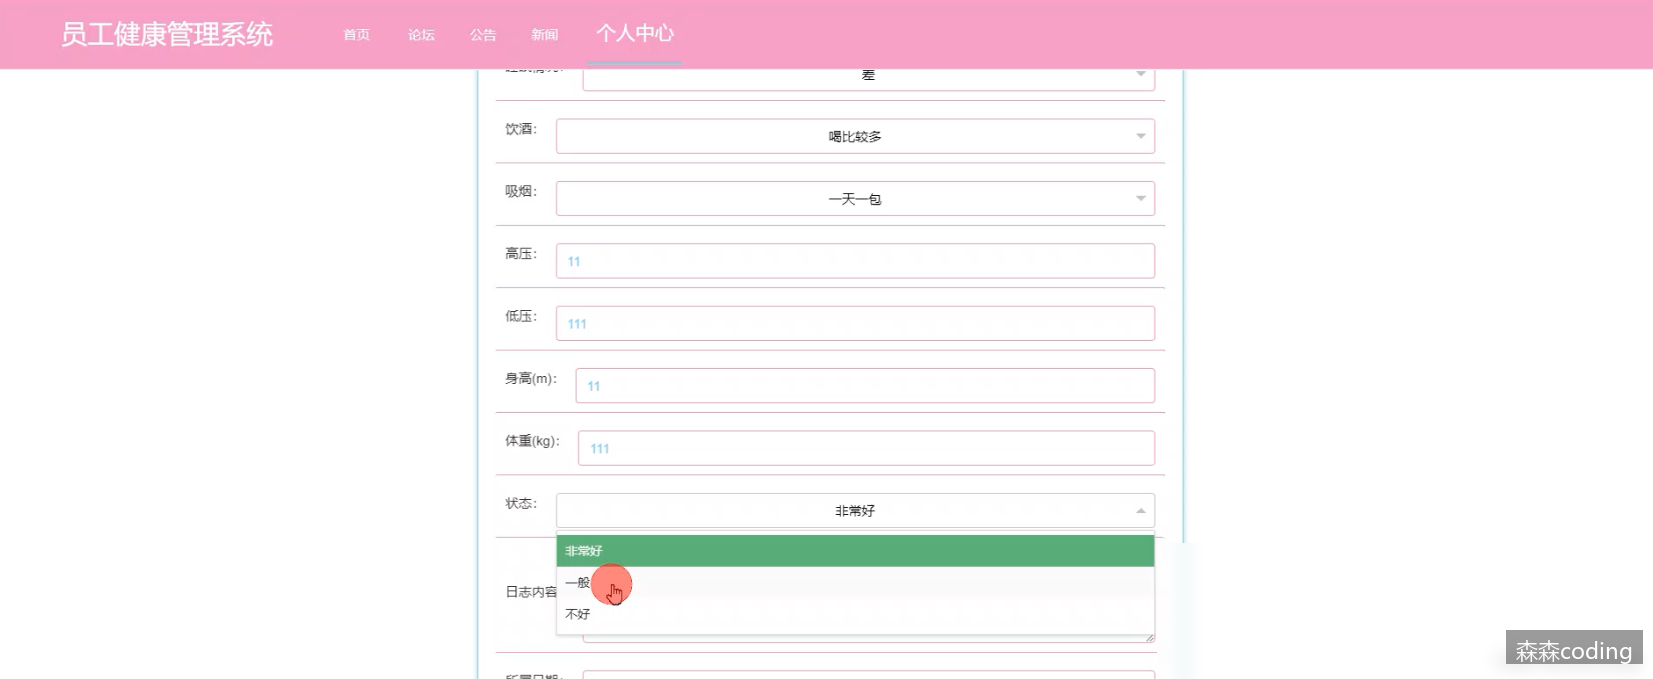 员工健康管理系统
首页
论坛
公告
新闻
个人中心
差
饮酒：
喝比较多
吸烟：
一天一包
高压：
11
低压：
111
身高(m)：
11
体重(kg)：
111
状态：
非常好
非常好
一般
日志内容
不好
森森coding